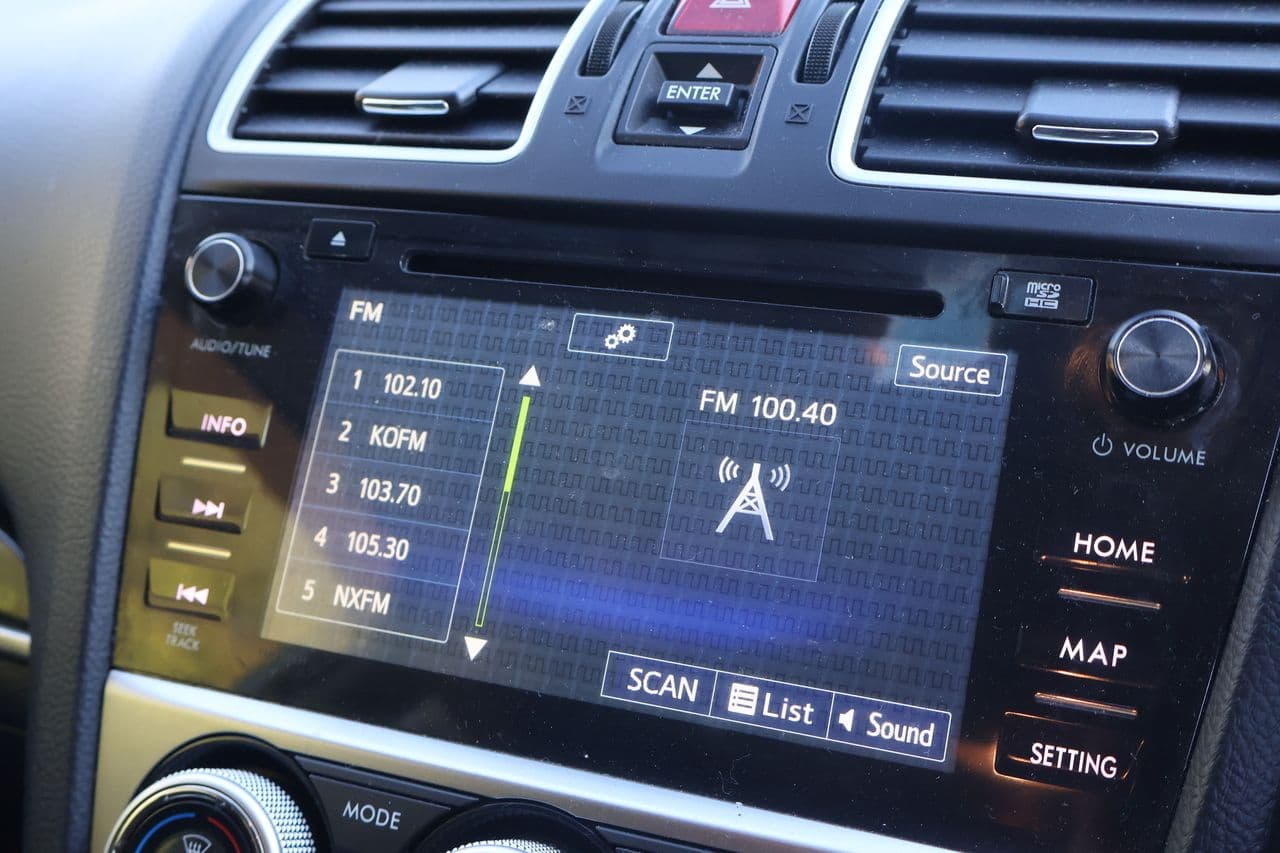 ENTER
micro
SD
HC
AUDIO/TUNE
FM
Source
1 102.10
FM 100.40
INFO
2 KOFM
VOLUME
3 103.70
4 105.30
HOME
5 NXFM
SEEK
TRACK
MAP
SCAN List Sound
SETTING
MODE